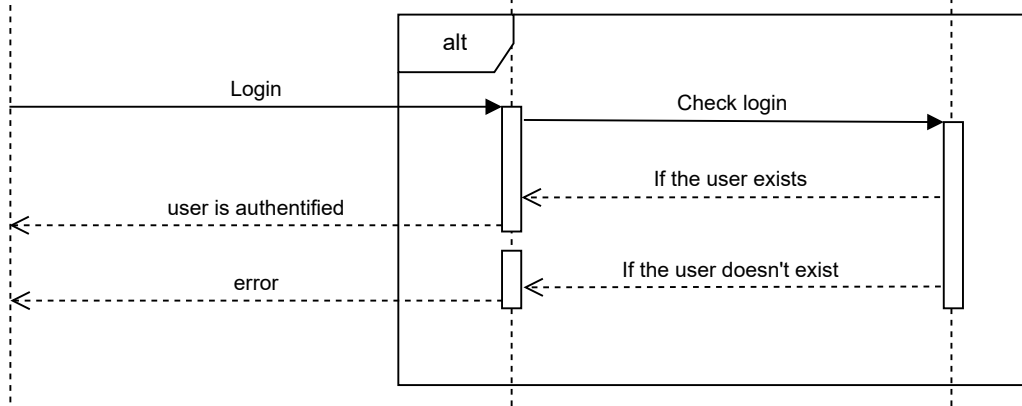 alt
Login
Check login
If the user exists
user is authentified
If the user doesn't exist
error